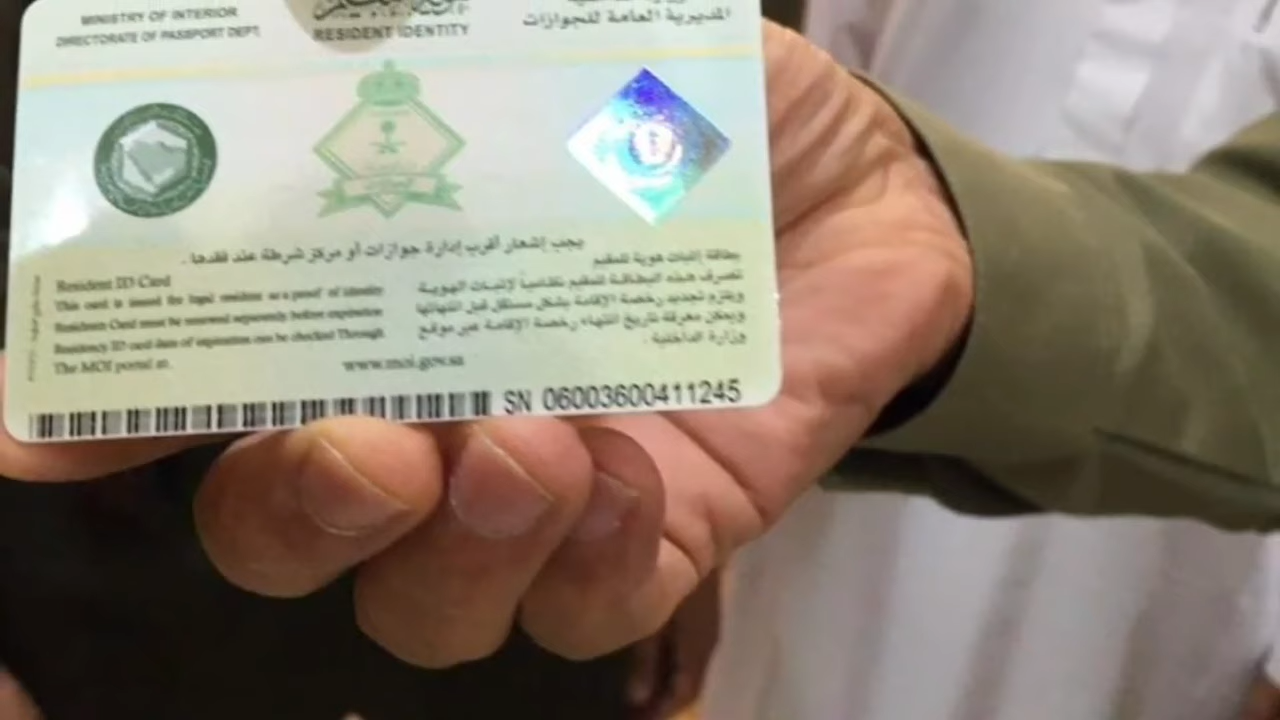 MINISTRY OF INTERIOR
DIRECTORATE OF PASSPORT DEPT.
RESIDENT IDENTITY
المديرية العامة للجوازات
يجب إشعار أقرب إدارة جوازات أو مركز شرطة عند فقدها .
Resident ID Card
This card is issued for legal resident as a proof of identity
Residents Card must be renewed separately before expiration
Residency ID card date of expiration can be checked Through
The MOI portal at. www.moi.gov.sa
بطاقة إثبات هوية للمقيم
تصرف هذه البطاقة للمقيم نظامياً لإثبات الهوية
ويلزم تجديد رخصة الإقامة بشكل مستقل قبل انتهائها
ويمكن معرفة تاريخ انتهاء رخصة الإقامة عبر موقع
وزارة الداخلية .
SN 06003600411245